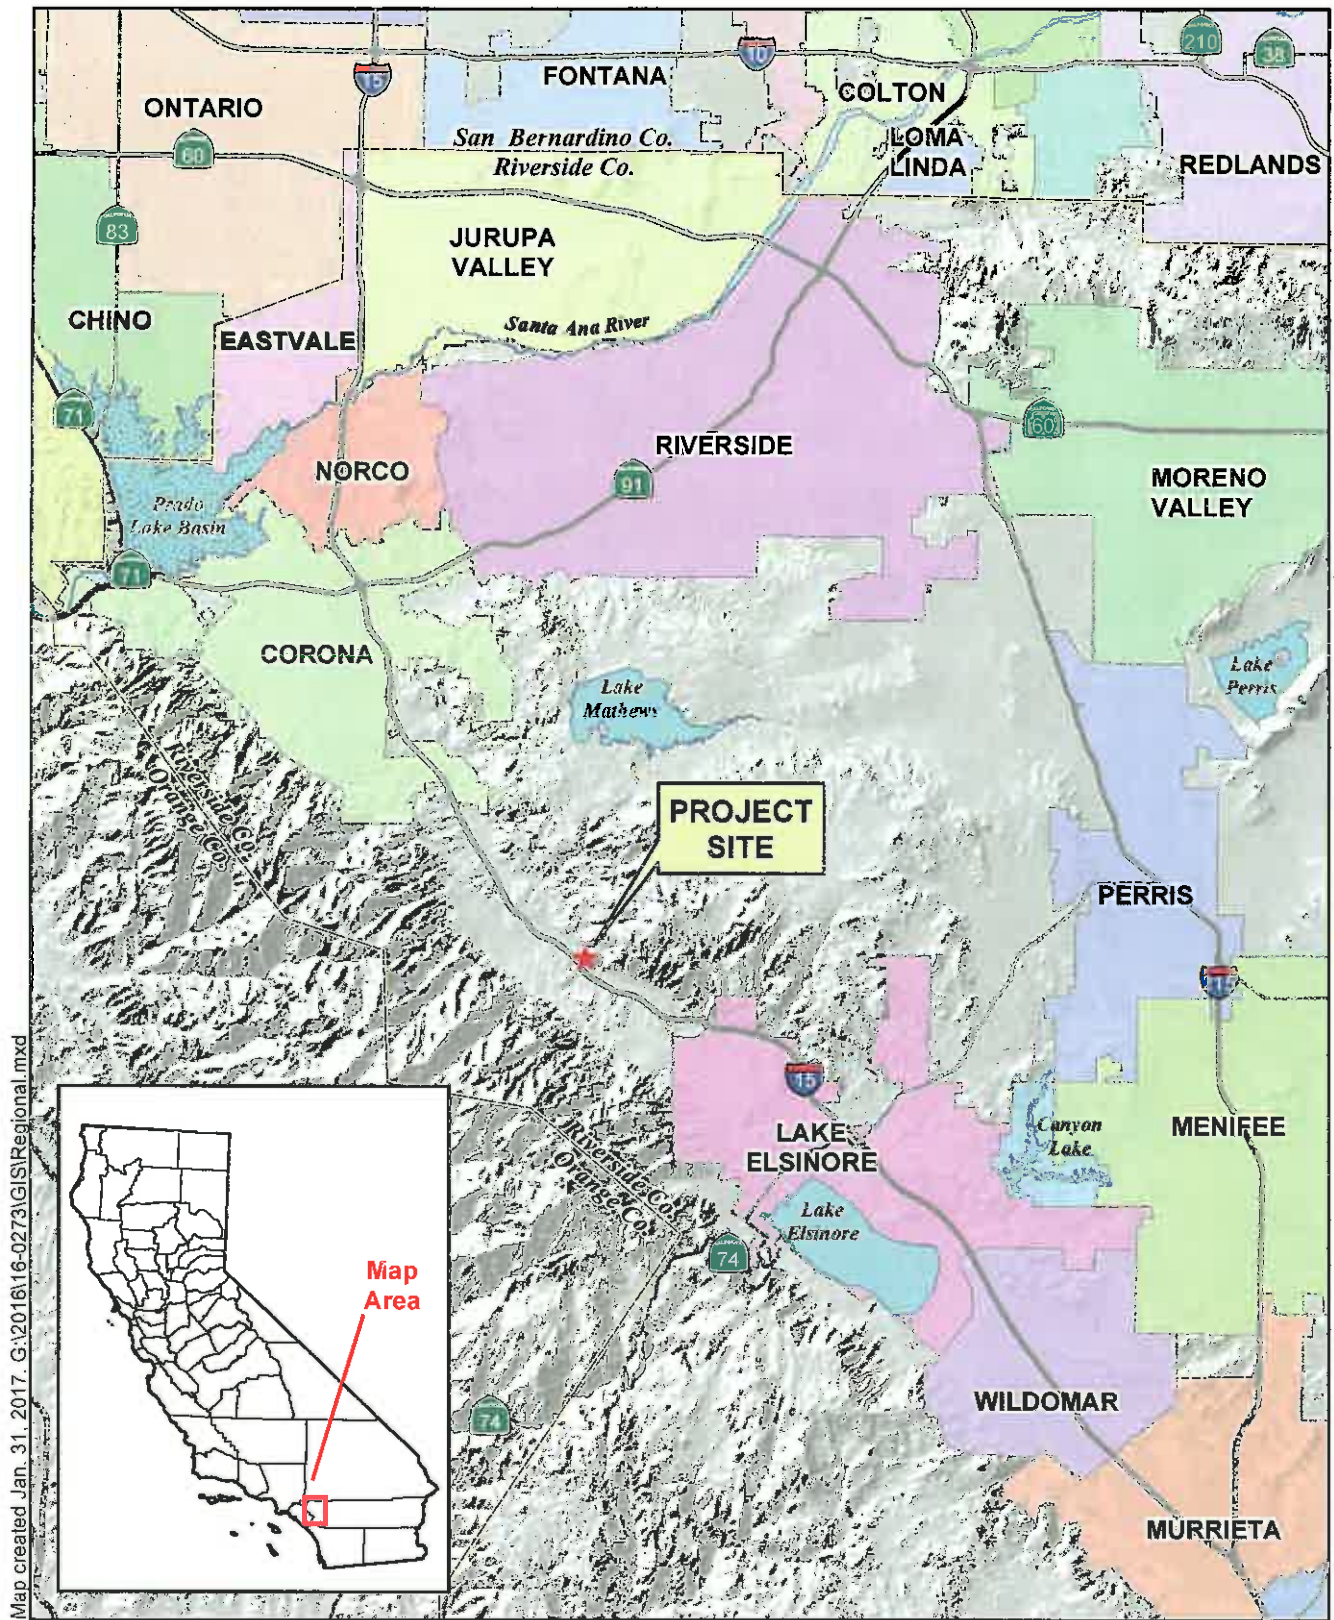 210
38
10
15
FONTANA
COLTON
ONTARIO
LOMA
LINDA
San Bernardino Co.
Riverside Co.
60
REDLANDS
83
JURUPA
VALLEY
CHINO
EASTVALE
Santa Ana River
71
60
RIVERSIDE
NORCO
91
MORENO
VALLEY
Prado
Lake Basin
71
CORONA
Lake
Mathews
Lake
Perris
Riverside Co.
Orange Co.
PROJECT
SITE
PERRIS
15
Canyon
Lake
MENIFEE
LAKE
ELSINORE
Riverside Co.
Orange Co.
Lake
Elsinore
74
Map
Area
74
WILDOMAR
MURRIETA
Map created Jan. 31, 2017. G:\2016\16-0273\GIS\Regional.mxd